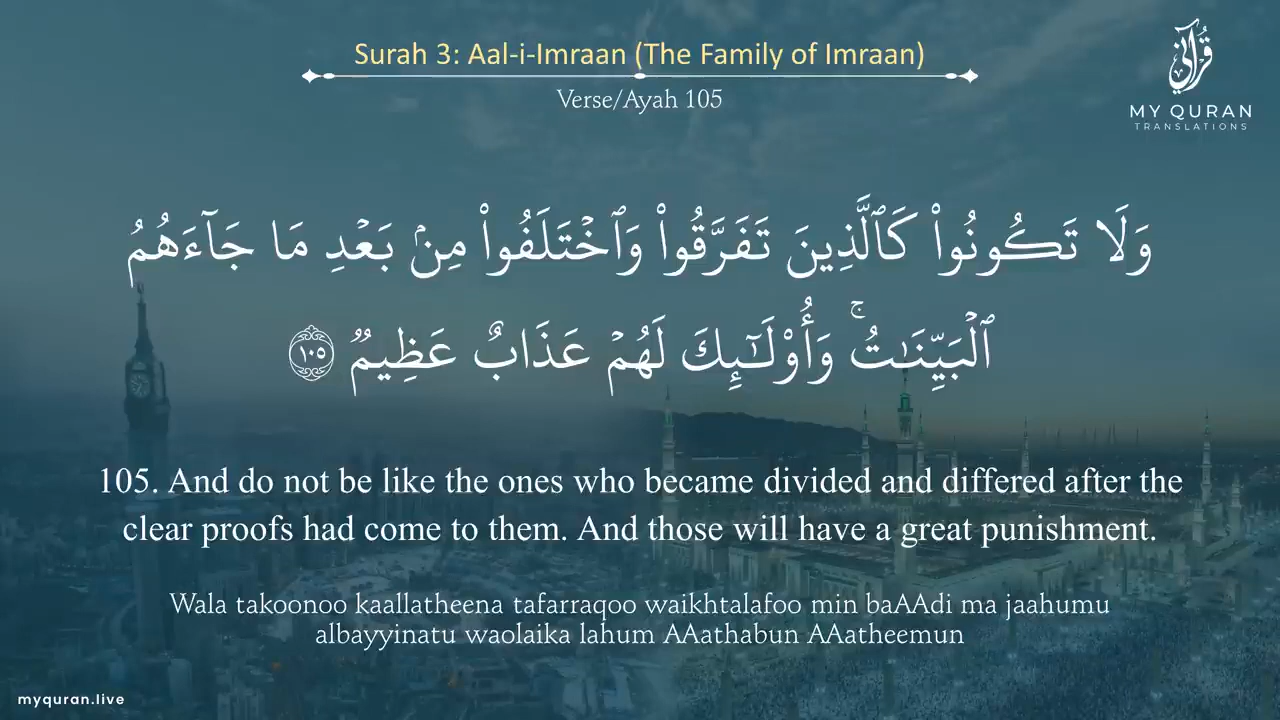 Surah 3: Aal-i-Imraan (The Family of Imraan)
Verse/Ayah 105
قرآني
MY QURAN
TRANSLATIONS
وَلَا تَكُونُوا۟ كَٱلَّذِينَ تَفَرَّقُوا۟ وَٱخْتَلَفُوا۟ مِنۢ بَعْدِ مَا جَآءَهُمُ
ٱلْبَيِّنَـٰتُ ۚ وَأُو۟لَـٰٓئِكَ لَهُمْ عَذَابٌ عَظِيمٌۭ ١٠٥
105. And do not be like the ones who became divided and differed after the
clear proofs had come to them. And those will have a great punishment.
Wala takoonoo kaallatheena tafarraqoo waikhtalafoo min baAAdi ma jaahumu
albayyinatu waolaika lahum AAathabun AAatheemun
myquran.live